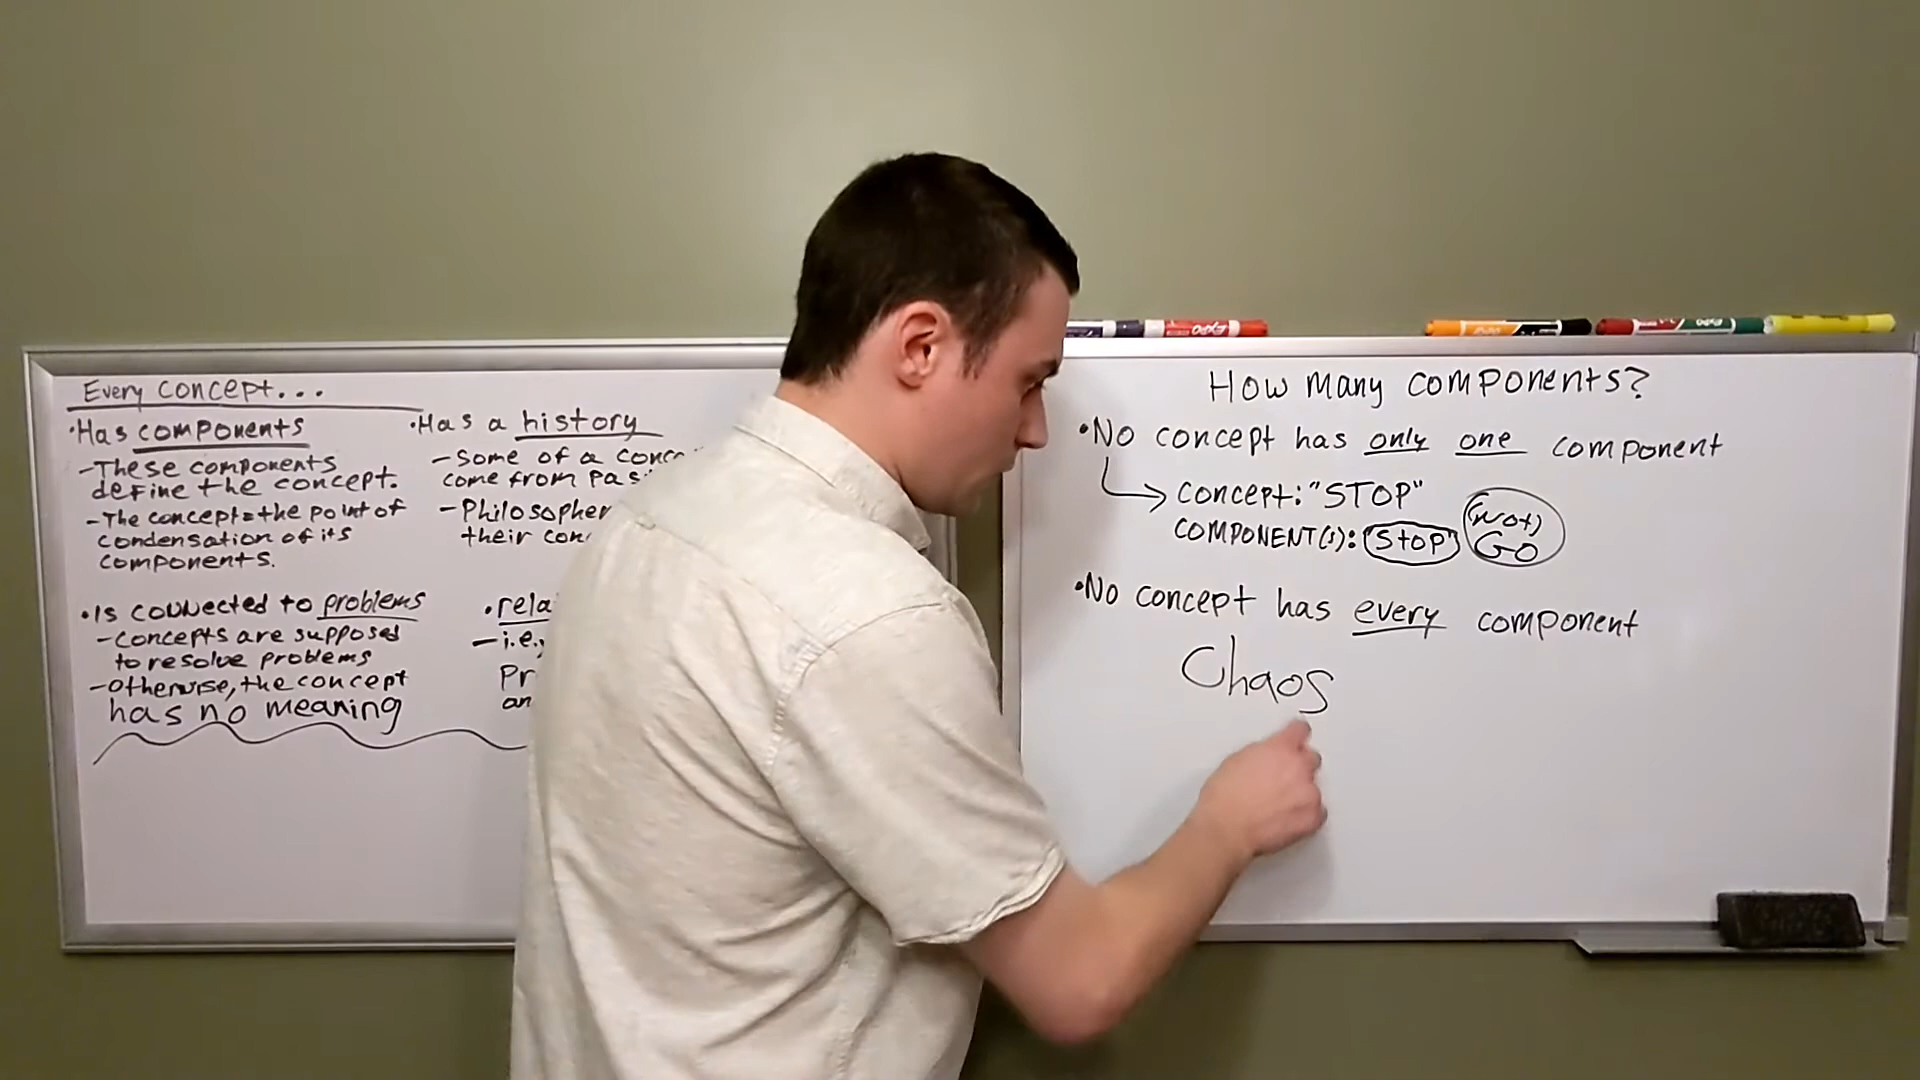 Every concept...
•Has components
-These components
define the concept.
-The concept=the point of
condensation of its
components.
•Is connected to problems
-concepts are supposed
to resolve problems
-Otherwise, the concept
has no meaning
•Has a history
-Some of a
come from
-
their
•
-i.e.,
How many components?
•No concept has only one component
Concept: "STOP"
COMPONENT(s): "Stop" (Not)
GO
•No concept has every component
Chaos
EXPO
EXPO